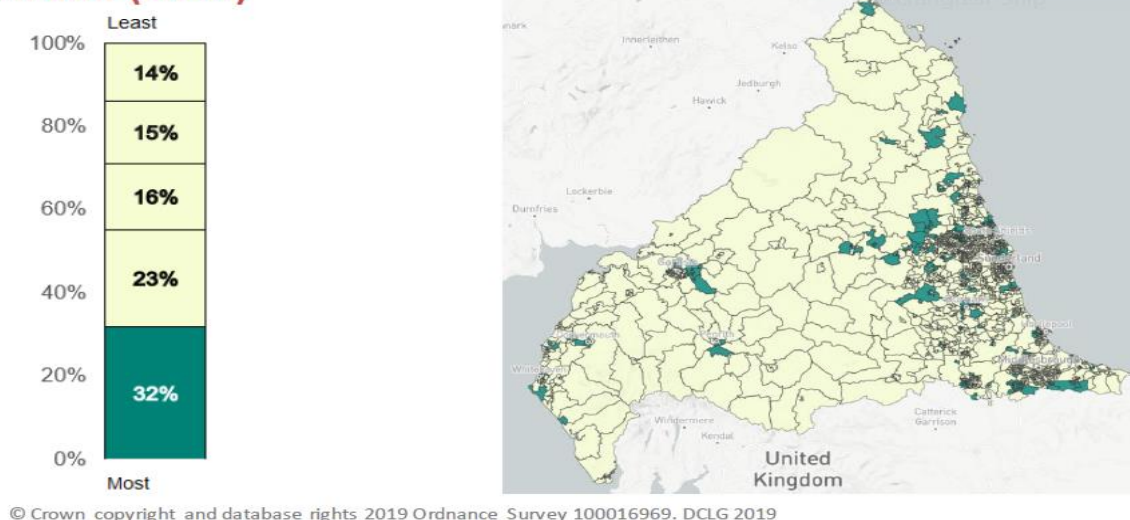 Least
100%
80%
60%
40%
20%
0%
14%
15%
16%
23%
32%
Most
Innerleithen
Kelso
Jedburgh
Hawick
Lockerbie
Dumfries
Windermere
Kendal
Catterick
Garrison
United
Kingdom
© Crown copyright and database rights 2019 Ordnance Survey 100016969. DCLG 2019